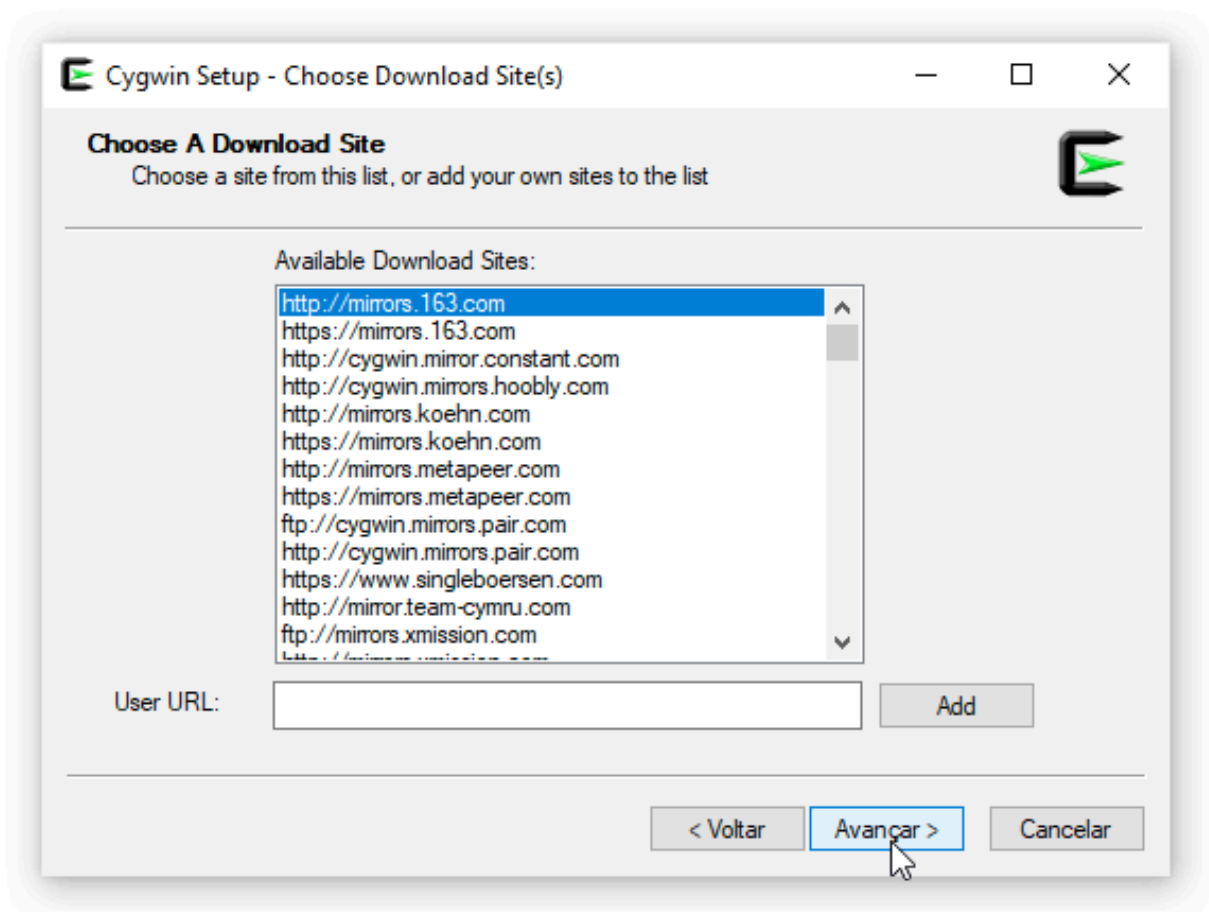 Cygwin Setup - Choose Download Site(s)
Choose A Download Site
Choose a site from this list, or add your own sites to the list
Available Download Sites:
http://mirrors.163.com
https://mirrors.163.com
http://cygwin.mirror.constant.com
http://cygwin.mirrors.hoobly.com
http://mirrors.koehn.com
https://mirrors.koehn.com
http://mirrors.metapeer.com
https://mirrors.metapeer.com
ftp://cygwin.mirrors.pair.com
http://cygwin.mirrors.pair.com
https://www.singleboersen.com
http://mirror.team-cymru.com
ftp://mirrors.xmission.com
User URL:
Add
< Voltar
Avançar >
Cancelar